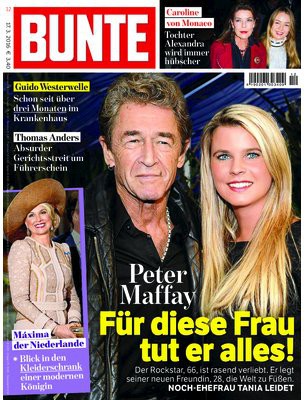 12
17.3.2016 € 3,40
BUNTE
Caroline
von Monaco
Tochter
Alexandra
wird immer
hübscher
Guido Westerwelle
Schon seit über
drei Monaten im
Krankenhaus
Thomas Anders
Absurder
Gerichtsstreit um
Führerschein
Máxima
der Niederlande
• Blick in den
Kleiderschrank
einer modernen
Königin
Peter
Maffay
Für diese Frau
tut er alles!
Der Rockstar, 66, ist rasend verliebt. Er legt
seiner neuen Freundin, 28, die Welt zu Füßen.
NOCH-EHEFRAU TANIA LEIDET